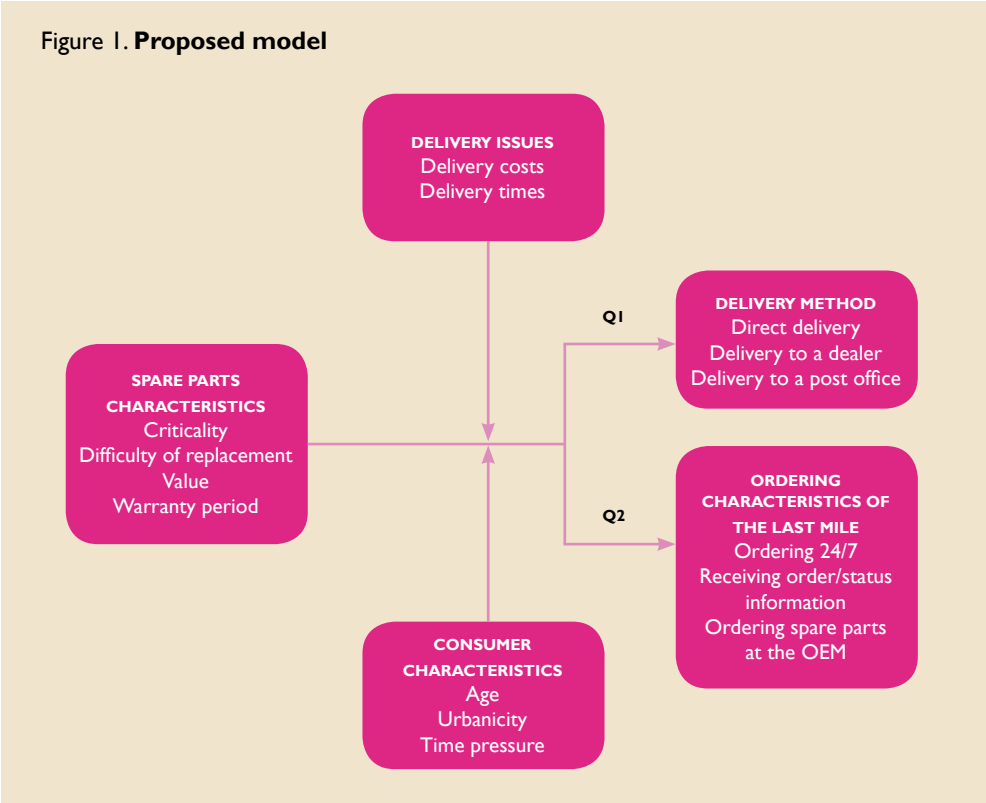 Figure 1. Proposed model
DELIVERY ISSUES
Delivery costs
Delivery times
SPARE PARTS
CHARACTERISTICS
Criticality
Difficulty of replacement
Value
Warranty period
Q1
DELIVERY METHOD
Direct delivery
Delivery to a dealer
Delivery to a post office
Q2
ORDERING
CHARACTERISTICS OF
THE LAST MILE
Ordering 24/7
Receiving order/status
information
Ordering spare parts
at the OEM
CONSUMER
CHARACTERISTICS
Age
Urbanicity
Time pressure